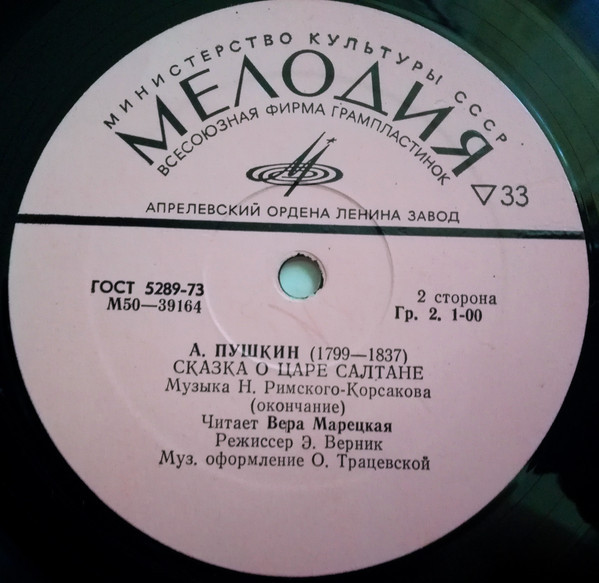 МИНИСТЕРСТВО КУЛЬТУРЫ СССР
МЕЛОДИЯ
ВСЕСОЮЗНАЯ ФИРМА ГРАМПЛАСТИНОК
▽33
АПРЕЛЕВСКИЙ ОРДЕНА ЛЕНИНА ЗАВОД
ГОСТ 5289-73
М50—39164
2 сторона
Гр. 2. 1-00
А. ПУШКИН (1799—1837)
СКАЗКА О ЦАРЕ САЛТАНЕ
Музыка Н. Римского-Корсакова
(окончание)
Читает Вера Марецкая
Режиссер Э. Верник
Муз. оформление О. Трацевской